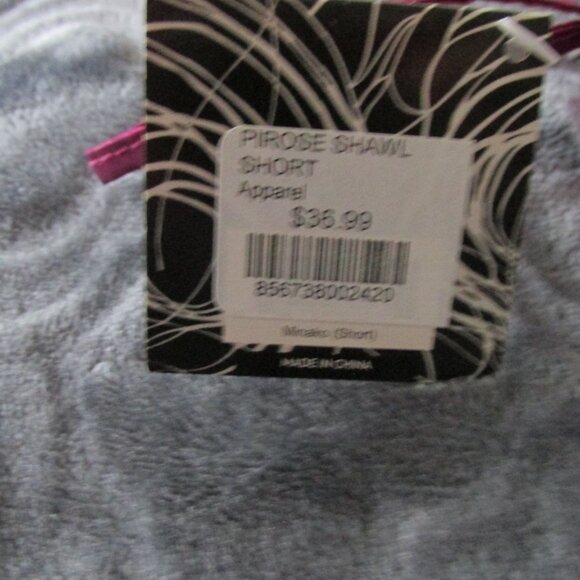 PIROSE SHAWL
SHORT
Apparel
$36.99
856738002420
(Short)
MADE IN CHINA